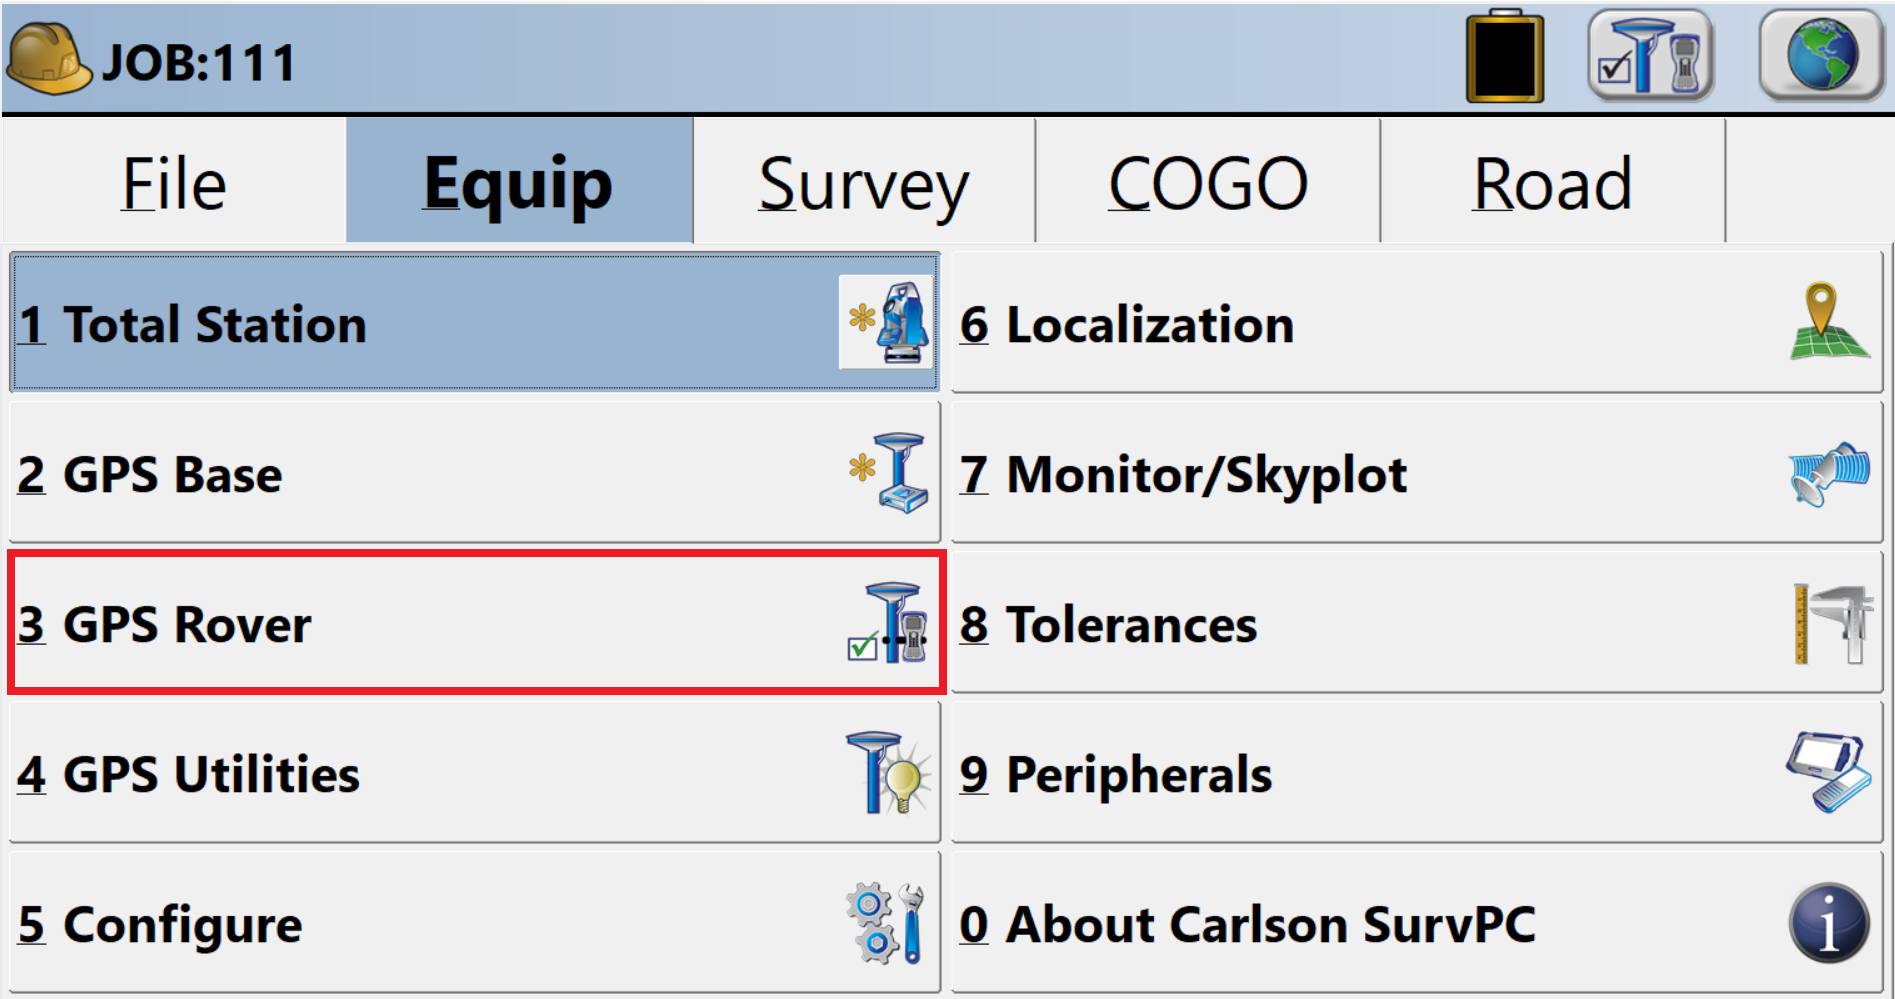 JOB:111
File
Equip
Survey
COGO
Road
1 Total Station
2 GPS Base
3 GPS Rover
4 GPS Utilities
5 Configure
6 Localization
7 Monitor/Skyplot
8 Tolerances
9 Peripherals
0 About Carlson SurvPC